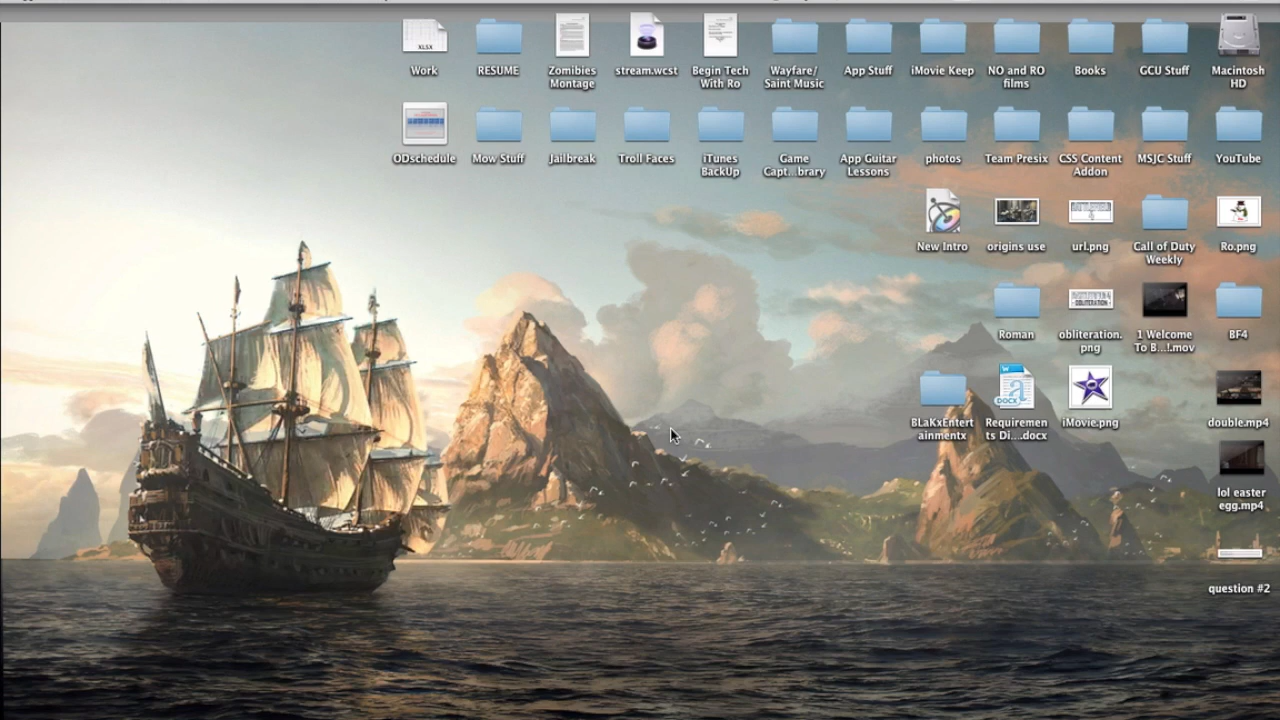 XLSX
Work
RESUME
Zomibies
Montage
stream.wcst
Begin Tech
With Ro
Wayfare/
Saint Music
App Stuff
iMovie Keep
NO and RO
films
Books
GCU Stuff
Macintosh
HD
ODschedule
Mow Stuff
Jailbreak
Troll Faces
iTunes
BackUp
Game
Capt...brary
App Guitar
Lessons
photos
Team Presix
CSS Content
Addon
MSJC Stuff
YouTube
New Intro
origins use
url.png
Call of Duty
Weekly
Ro.png
Roman
OBLITERATION
obliteration.
png
1 Welcome
To B...!.mov
BF4
BLaKxEntert
ainmentx
W
DOCX
Requiremen
ts Di....docx
iMovie.png
double.mp4
lol easter
egg.mp4
question #2